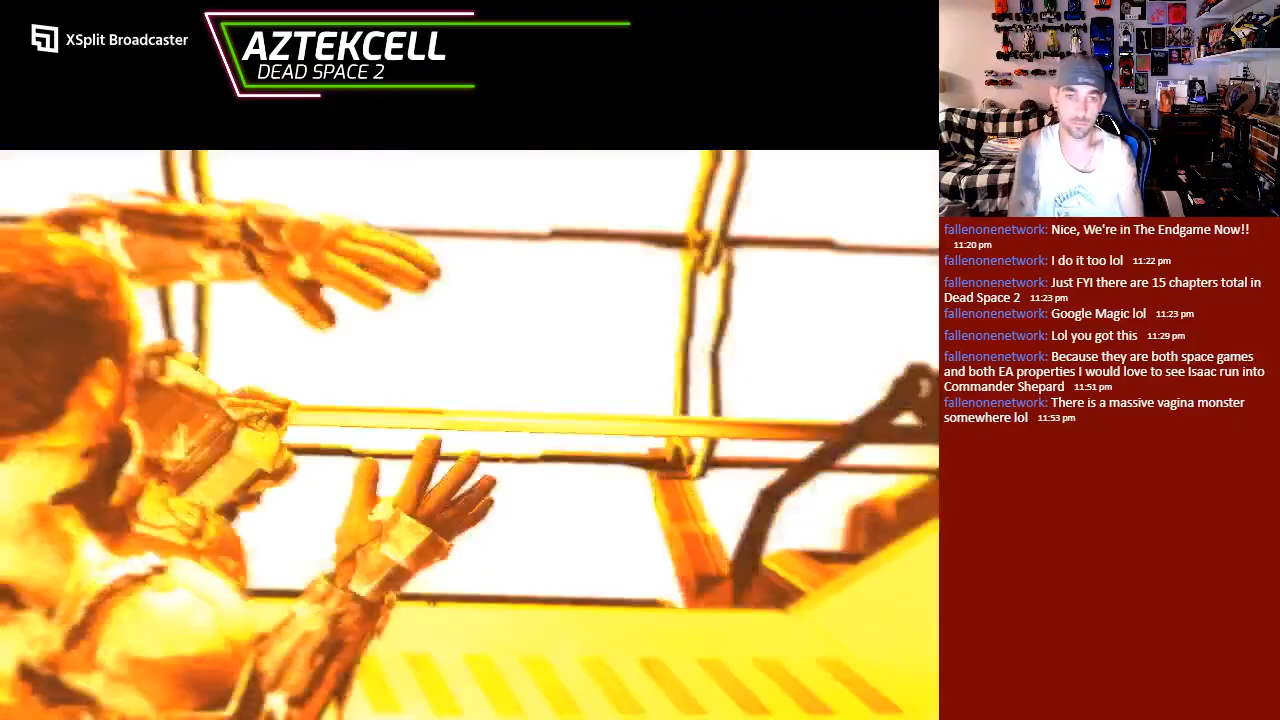 XSplit Broadcaster
AZTEKCELL
DEAD SPACE 2
fallenonenetwork: Nice, We're in The Endgame Now!!
11:20 pm
fallenonenetwork: I do it too lol 11:22 pm
fallenonenetwork: Just FYI there are 15 chapters total in
Dead Space 2 11:23 pm
fallenonenetwork: Google Magic lol 11:23 pm
fallenonenetwork: Lol you got this 11:29 pm
fallenonenetwork: Because they are both space games
and both EA properties I would love to see Isaac run into
Commander Shepard 11:51 pm
fallenonenetwork: There is a massive vagina monster
somewhere lol 11:53 pm